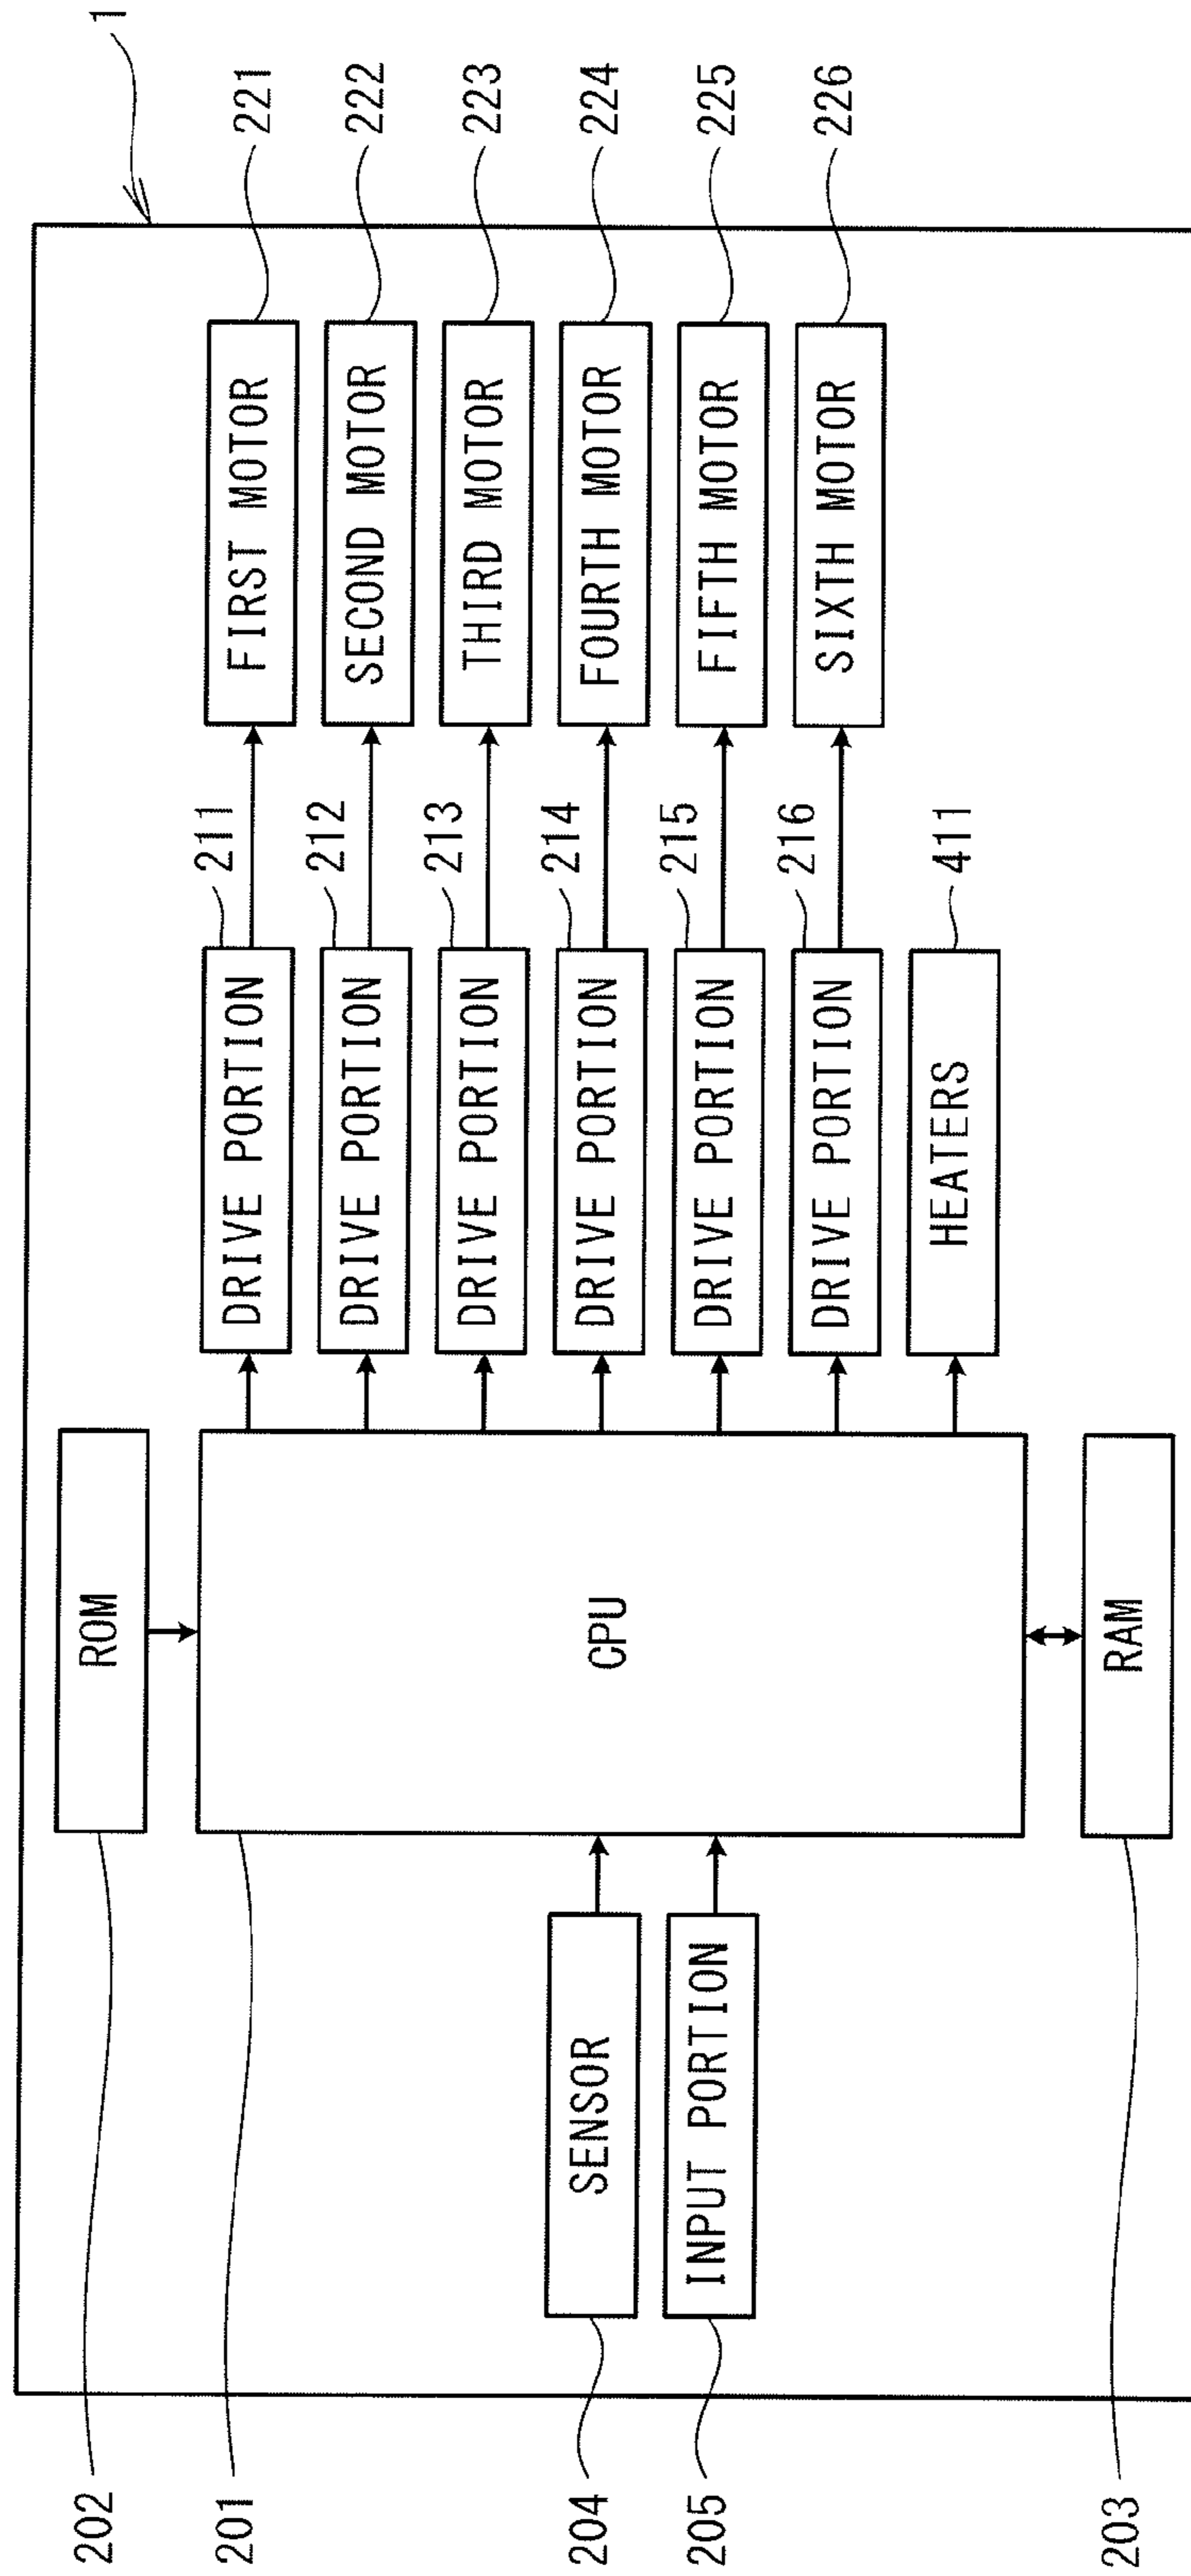 1
ROM
202
CPU
201
RAM
203
SENSOR
204
INPUT PORTION
205
DRIVE PORTION
211
FIRST MOTOR
221
DRIVE PORTION
212
SECOND MOTOR
222
DRIVE PORTION
213
THIRD MOTOR
223
DRIVE PORTION
214
FOURTH MOTOR
224
DRIVE PORTION
215
FIFTH MOTOR
225
DRIVE PORTION
216
SIXTH MOTOR
226
HEATERS
411